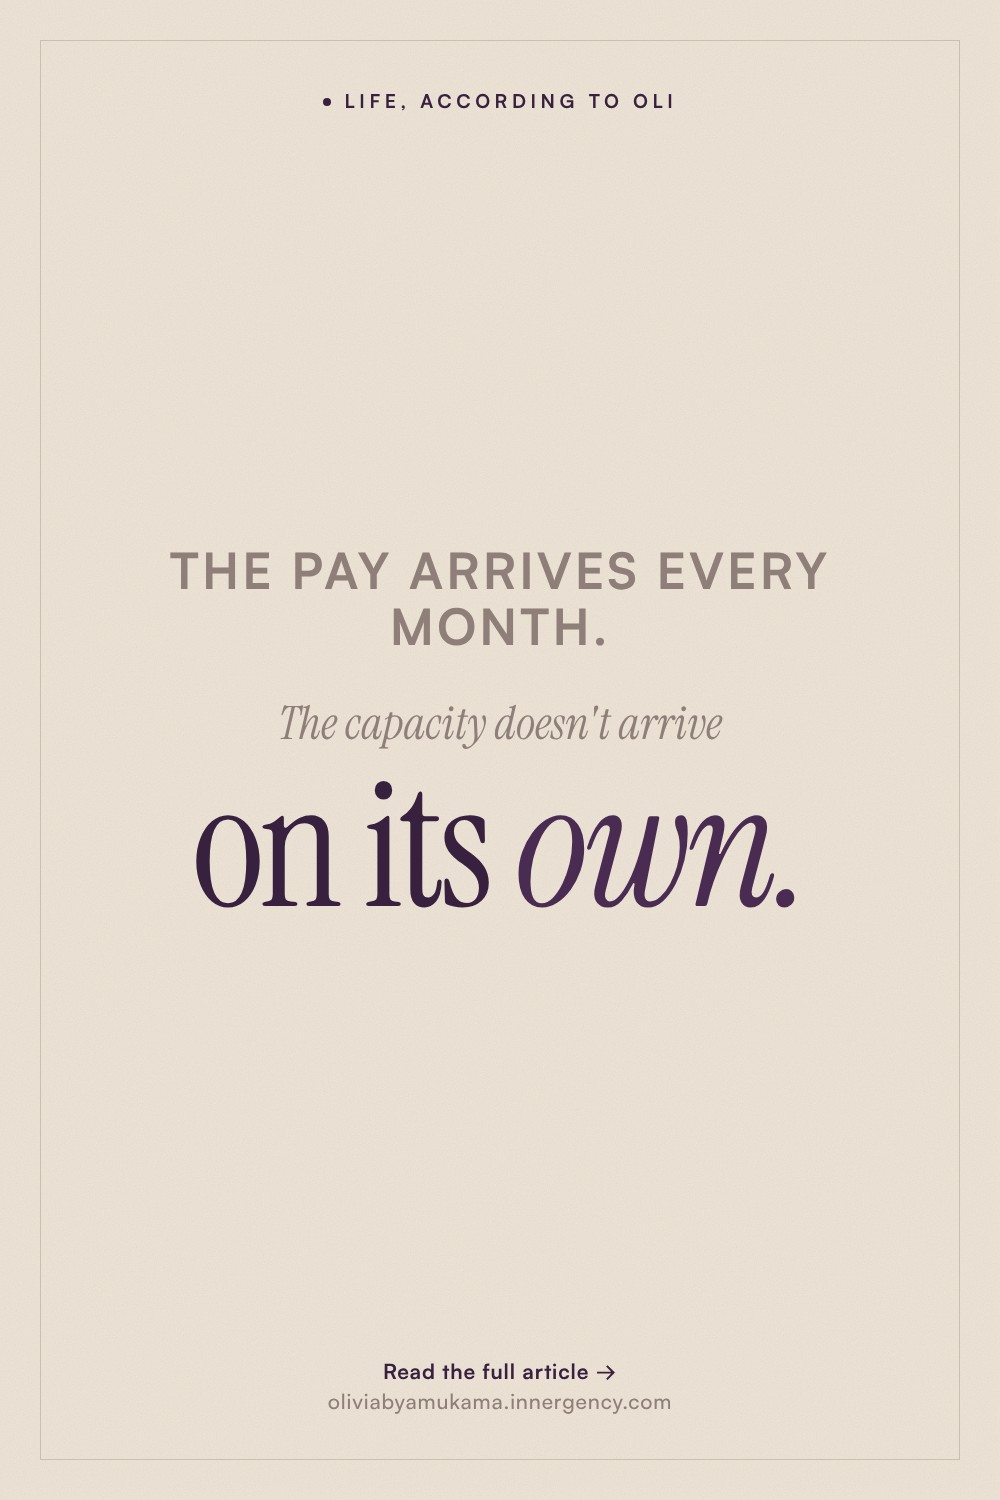 • LIFE, ACCORDING TO OLI
THE PAY ARRIVES EVERY
MONTH.
The capacity doesn't arrive
on its own.
Read the full article →
oliviabyamukama.innergency.com